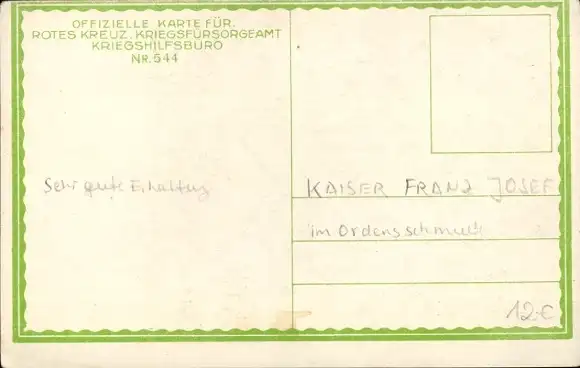 OFFIZIELLE KARTE FÜR.
ROTES KREUZ, KRIEGSFÜRSORGEAMT
KRIEGSHILFSBÜRO
NR. 544
Sehr gute Erhaltung
KAISER FRANZ JOSEF
im Ordensschmuck
12.€